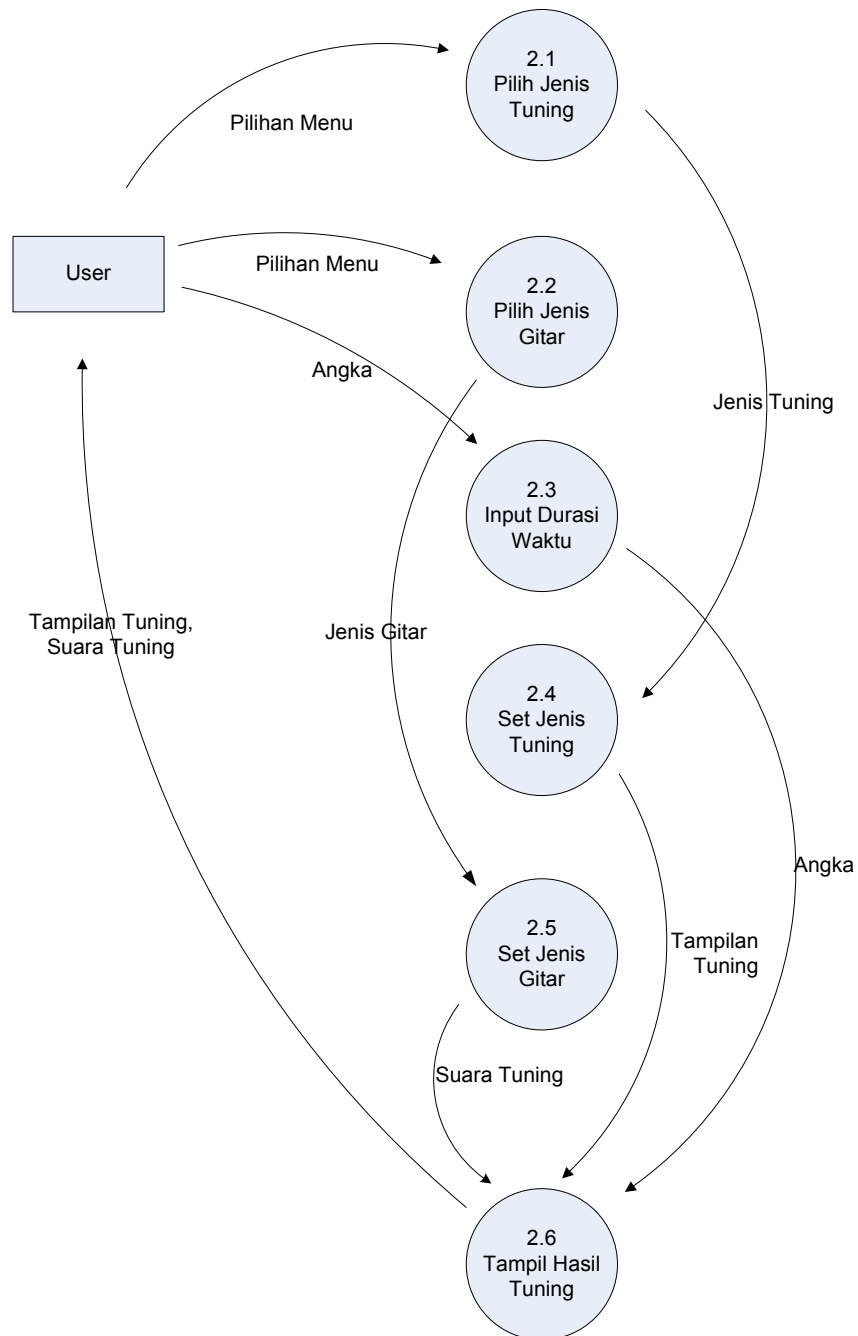 2.1
Pilih Jenis
Tuning
Pilihan Menu
User
Pilihan Menu
2.2
Pilih Jenis
Gitar
Angka
Jenis Tuning
2.3
Input Durasi
Waktu
Tampilan Tuning,
Suara Tuning
Jenis Gitar
2.4
Set Jenis
Tuning
Angka
2.5
Set Jenis
Gitar
Tampilan
Tuning
Suara Tuning
2.6
Tampil Hasil
Tuning